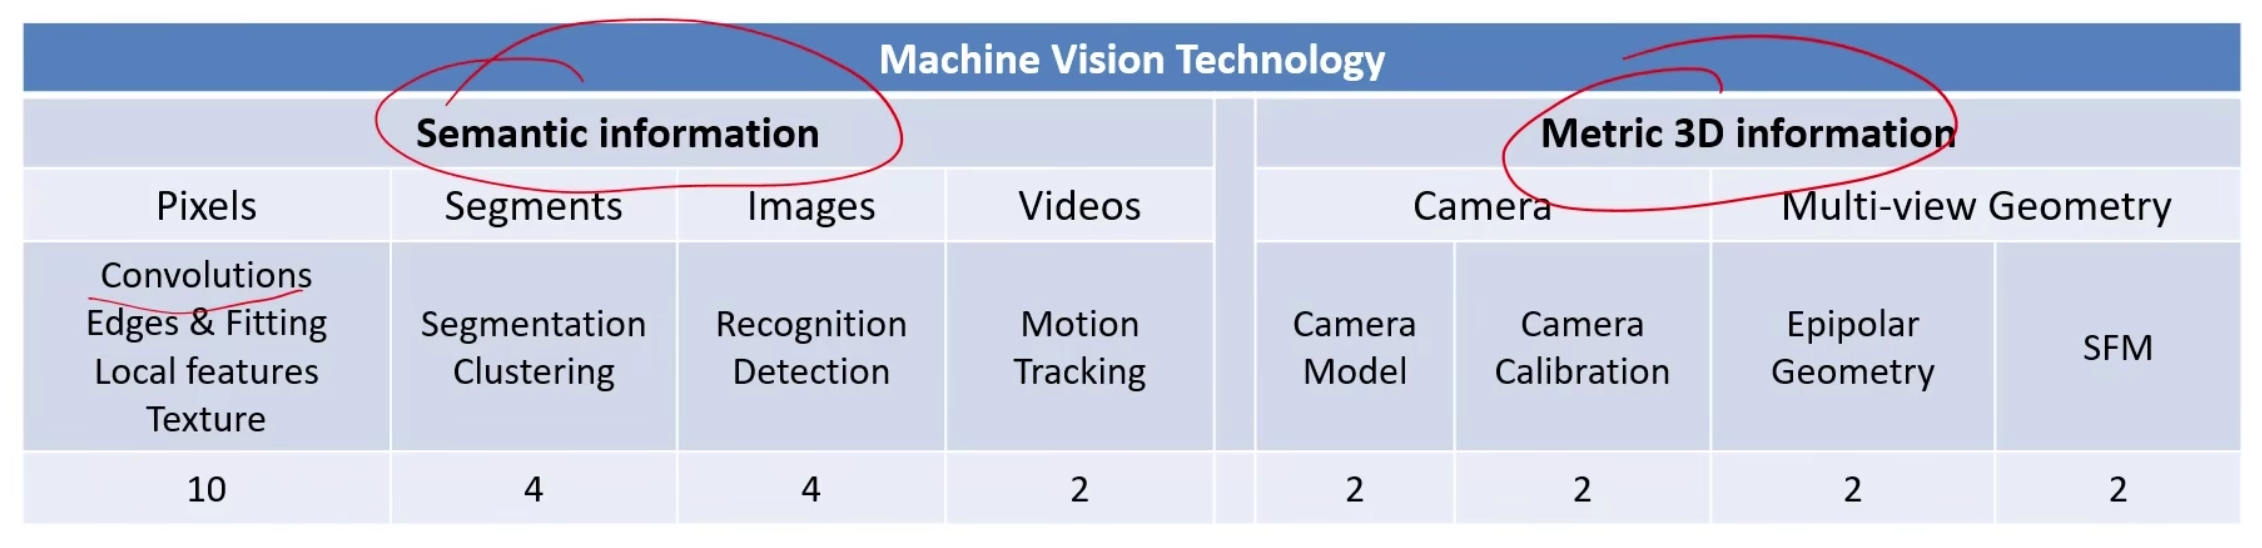 Machine Vision Technology
Semantic information
Metric 3D information
Pixels
Segments
Images
Videos
Camera
Multi-view Geometry
Convolutions
Edges & Fitting
Local features
Texture
Segmentation
Clustering
Recognition
Detection
Motion
Tracking
Camera
Model
Camera
Calibration
Epipolar
Geometry
SFM
10
4
4
2
2
2
2
2